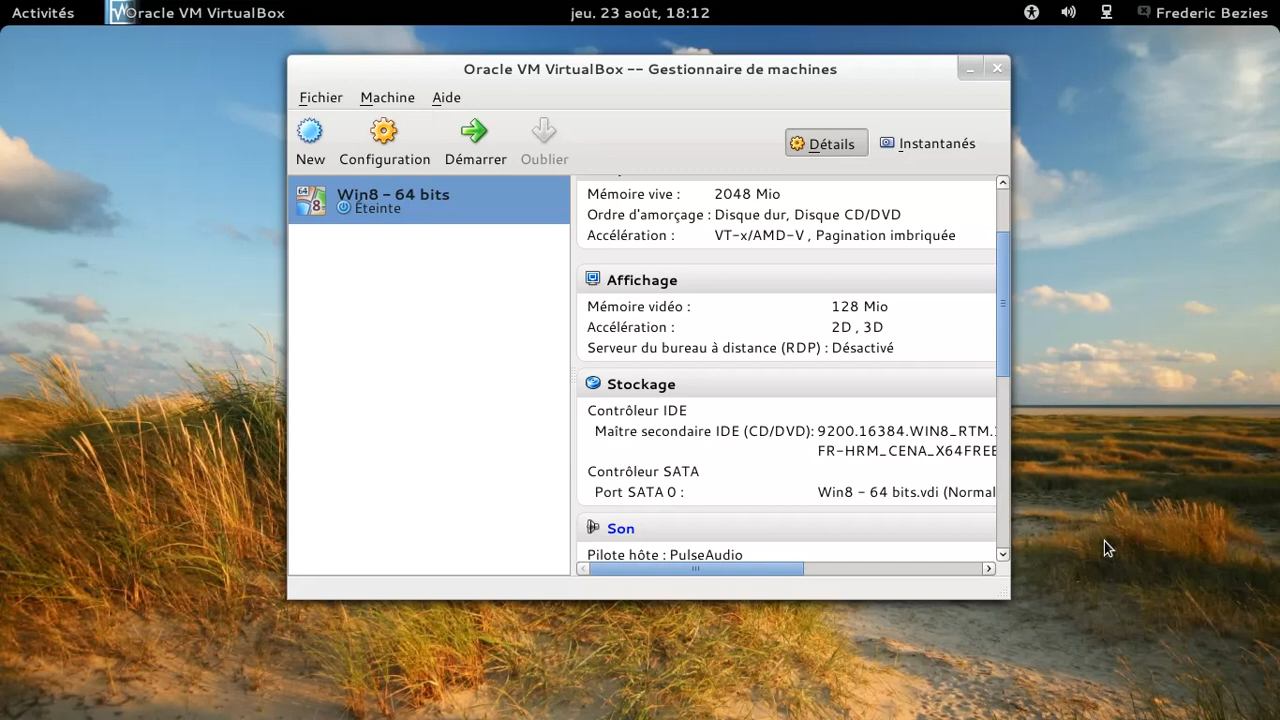 Activités
Oracle VM VirtualBox
jeu. 23 août, 18:12
Frederic Bezies
Oracle VM VirtualBox -- Gestionnaire de machines
Fichier Machine Aide
New Configuration Démarrer Oublier
Détails Instantanés
64 8
Win8 - 64 bits
Éteinte
Mémoire vive : 2048 Mio
Ordre d'amorçage : Disque dur, Disque CD/DVD
Accélération : VT-x/AMD-V , Pagination imbriquée
Affichage
Mémoire vidéo : 128 Mio
Accélération : 2D , 3D
Serveur du bureau à distance (RDP) : Désactivé
Stockage
Contrôleur IDE
Maître secondaire IDE (CD/DVD): 9200.16384.WIN8_RTM.
FR-HRM_CENA_X64FREE
Contrôleur SATA
Port SATA 0 : Win8 - 64 bits.vdi (Normal
Son
Pilote hôte : PulseAudio